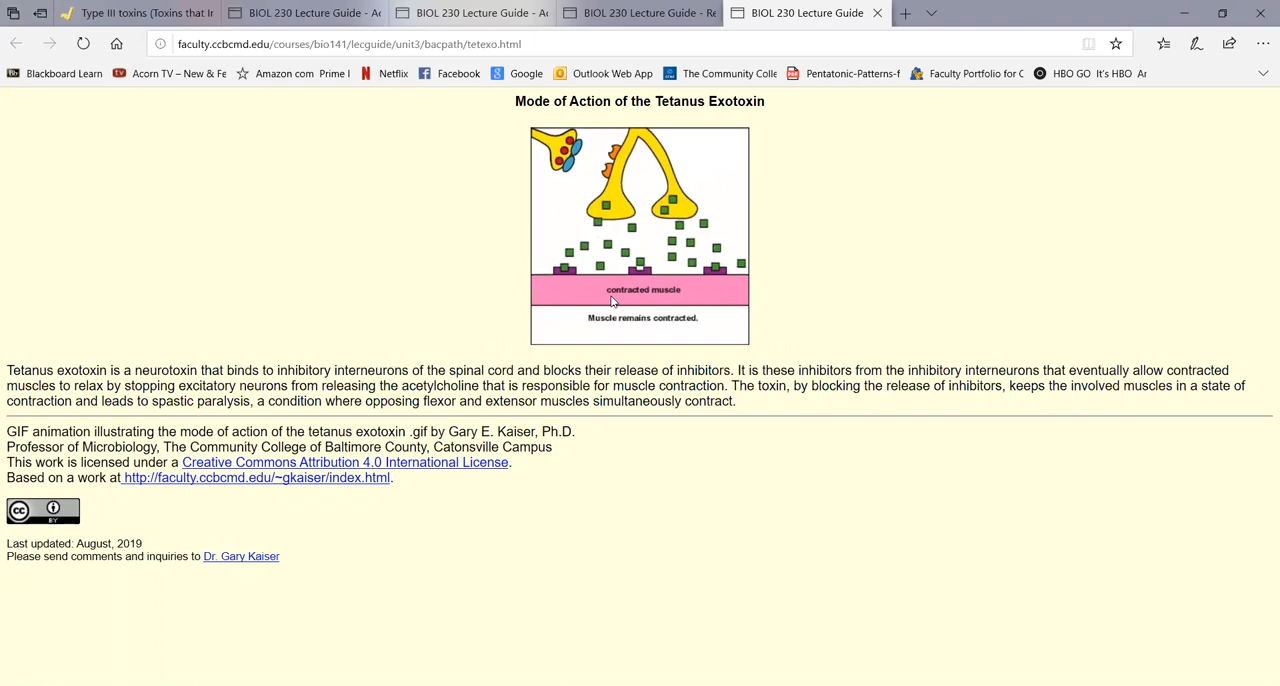 Type III toxins (Toxins that Ir
BIOL 230 Lecture Guide - Ac
BIOL 230 Lecture Guide - Ac
BIOL 230 Lecture Guide - Re
BIOL 230 Lecture Guide
faculty.ccbcmd.edu/courses/bio141/lecguide/unit3/bacpath/tetexo.html
Blackboard Learn
Acorn TV – New & Fe
Amazon com Prime I
Netflix
Facebook
Google
Outlook Web App
The Community Colle
Pentatonic-Patterns-f
Faculty Portfolio for C
HBO GO It's HBO Ar
Mode of Action of the Tetanus Exotoxin
contracted muscle
Muscle remains contracted.
Tetanus exotoxin is a neurotoxin that binds to inhibitory interneurons of the spinal cord and blocks their release of inhibitors. It is these inhibitors from the inhibitory interneurons that eventually allow contracted
muscles to relax by stopping excitatory neurons from releasing the acetylcholine that is responsible for muscle contraction. The toxin, by blocking the release of inhibitors, keeps the involved muscles in a state of
contraction and leads to spastic paralysis, a condition where opposing flexor and extensor muscles simultaneously contract.
GIF animation illustrating the mode of action of the tetanus exotoxin .gif by Gary E. Kaiser, Ph.D.
Professor of Microbiology, The Community College of Baltimore County, Catonsville Campus
This work is licensed under a Creative Commons Attribution 4.0 International License.
Based on a work at http://faculty.ccbcmd.edu/~gkaiser/index.html.
cc
BY
Last updated: August, 2019
Please send comments and inquiries to Dr. Gary Kaiser